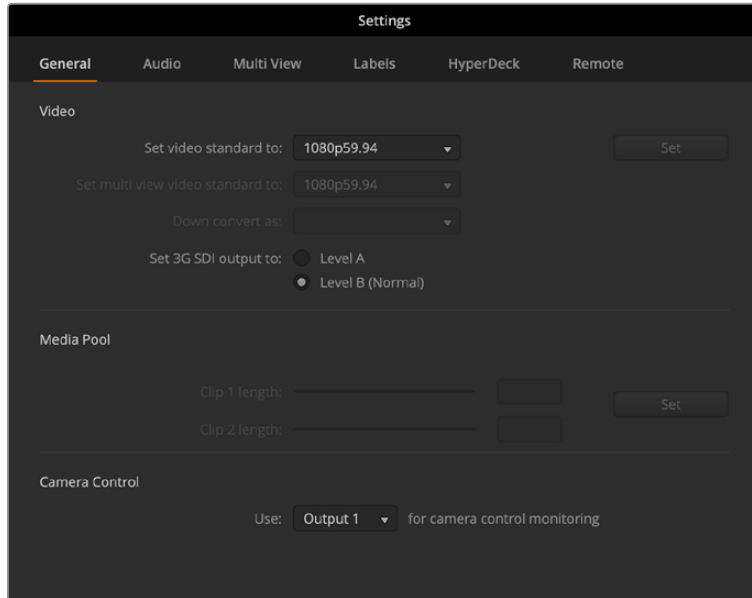 Settings
General Audio Multi View Labels HyperDeck Remote
Video
Set video standard to: 1080p59.94 Set
Set multi view video standard to: 1080p59.94
Down convert as:
Set 3G SDI output to: Level A
Level B (Normal)
Media Pool
Clip 1 length:
Set
Clip 2 length:
Camera Control
Use: Output 1 for camera control monitoring